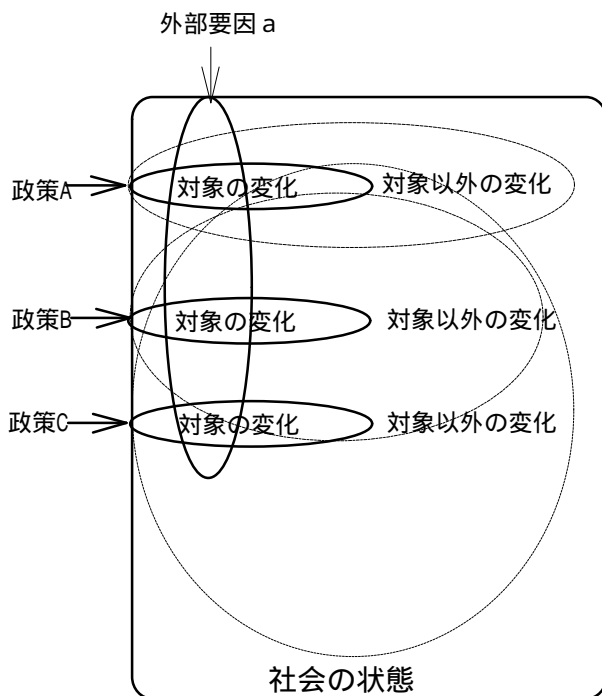 外部要因a
政策A 対象の変化 対象以外の変化
政策B 対象の変化 対象以外の変化
政策C 対象の変化 対象以外の変化
社会の状態